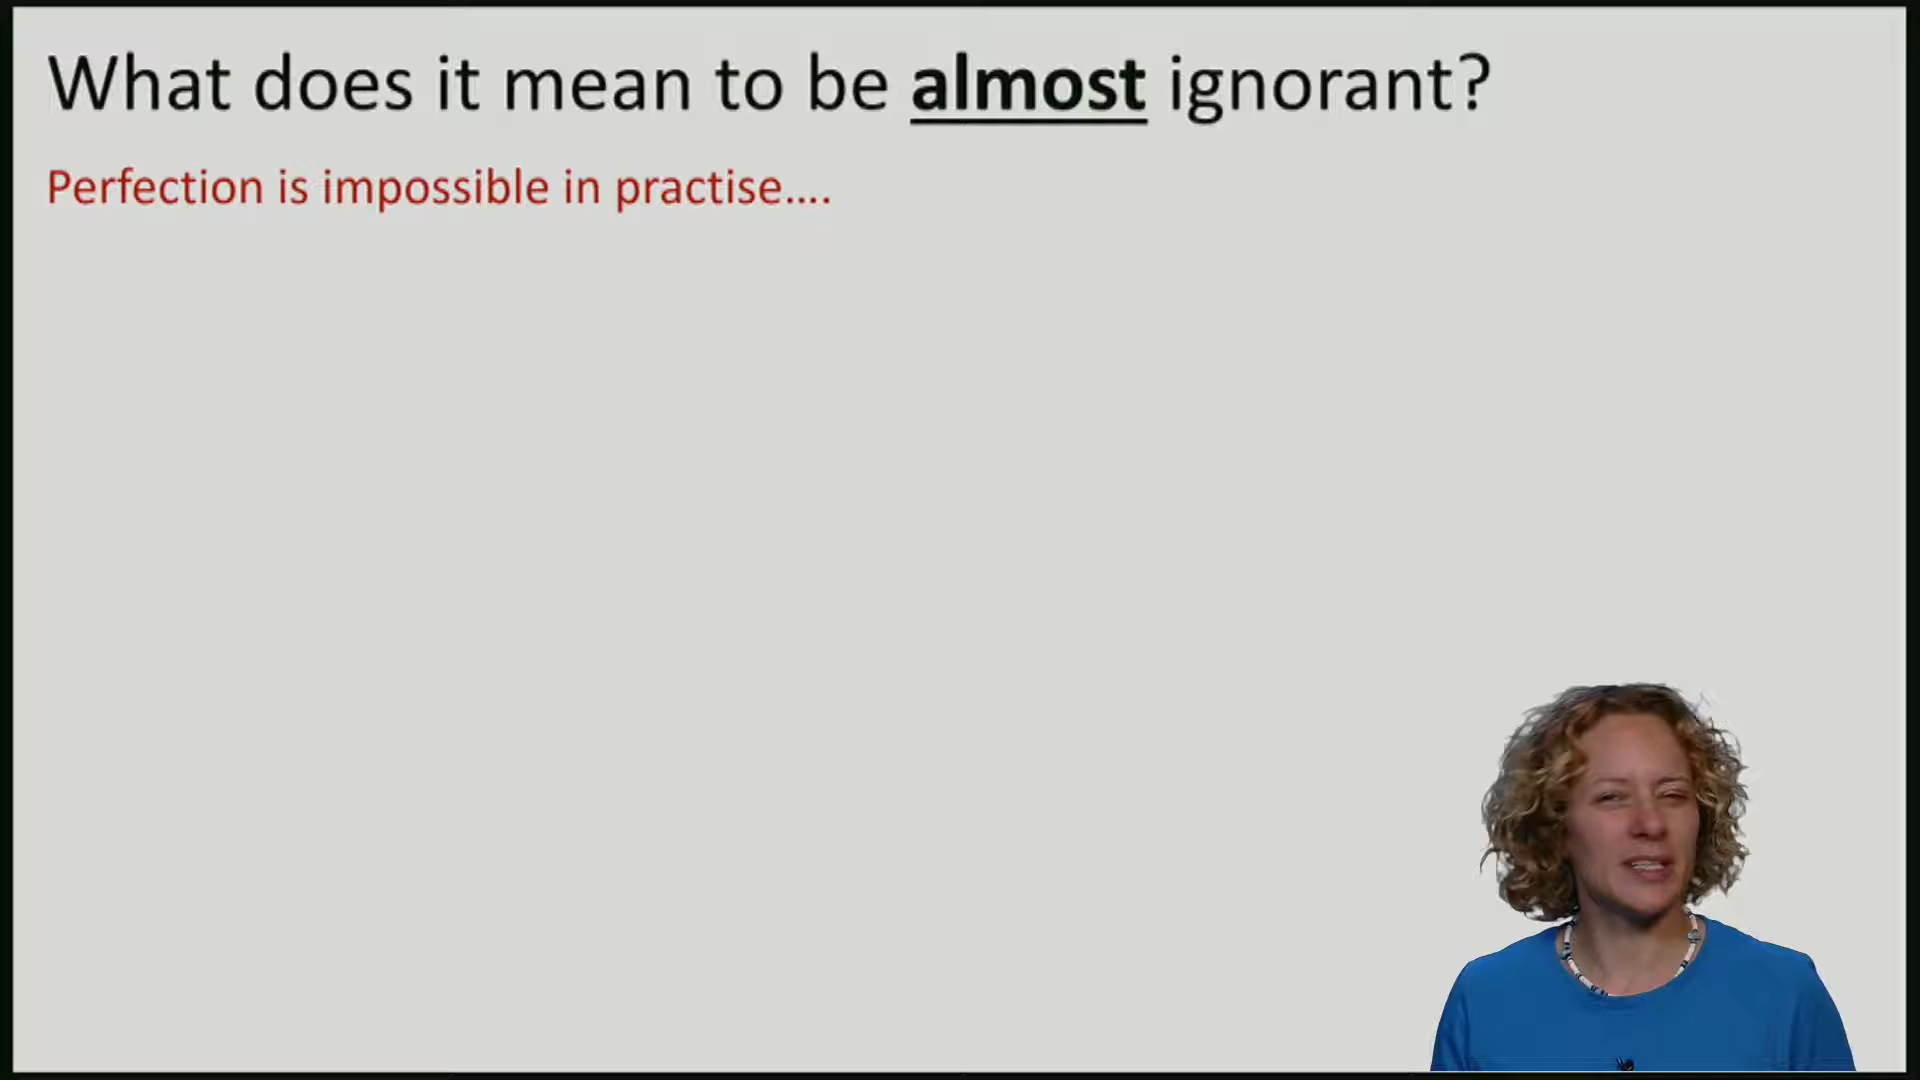 What does it mean to be almost ignorant?
Perfection is impossible in practise....